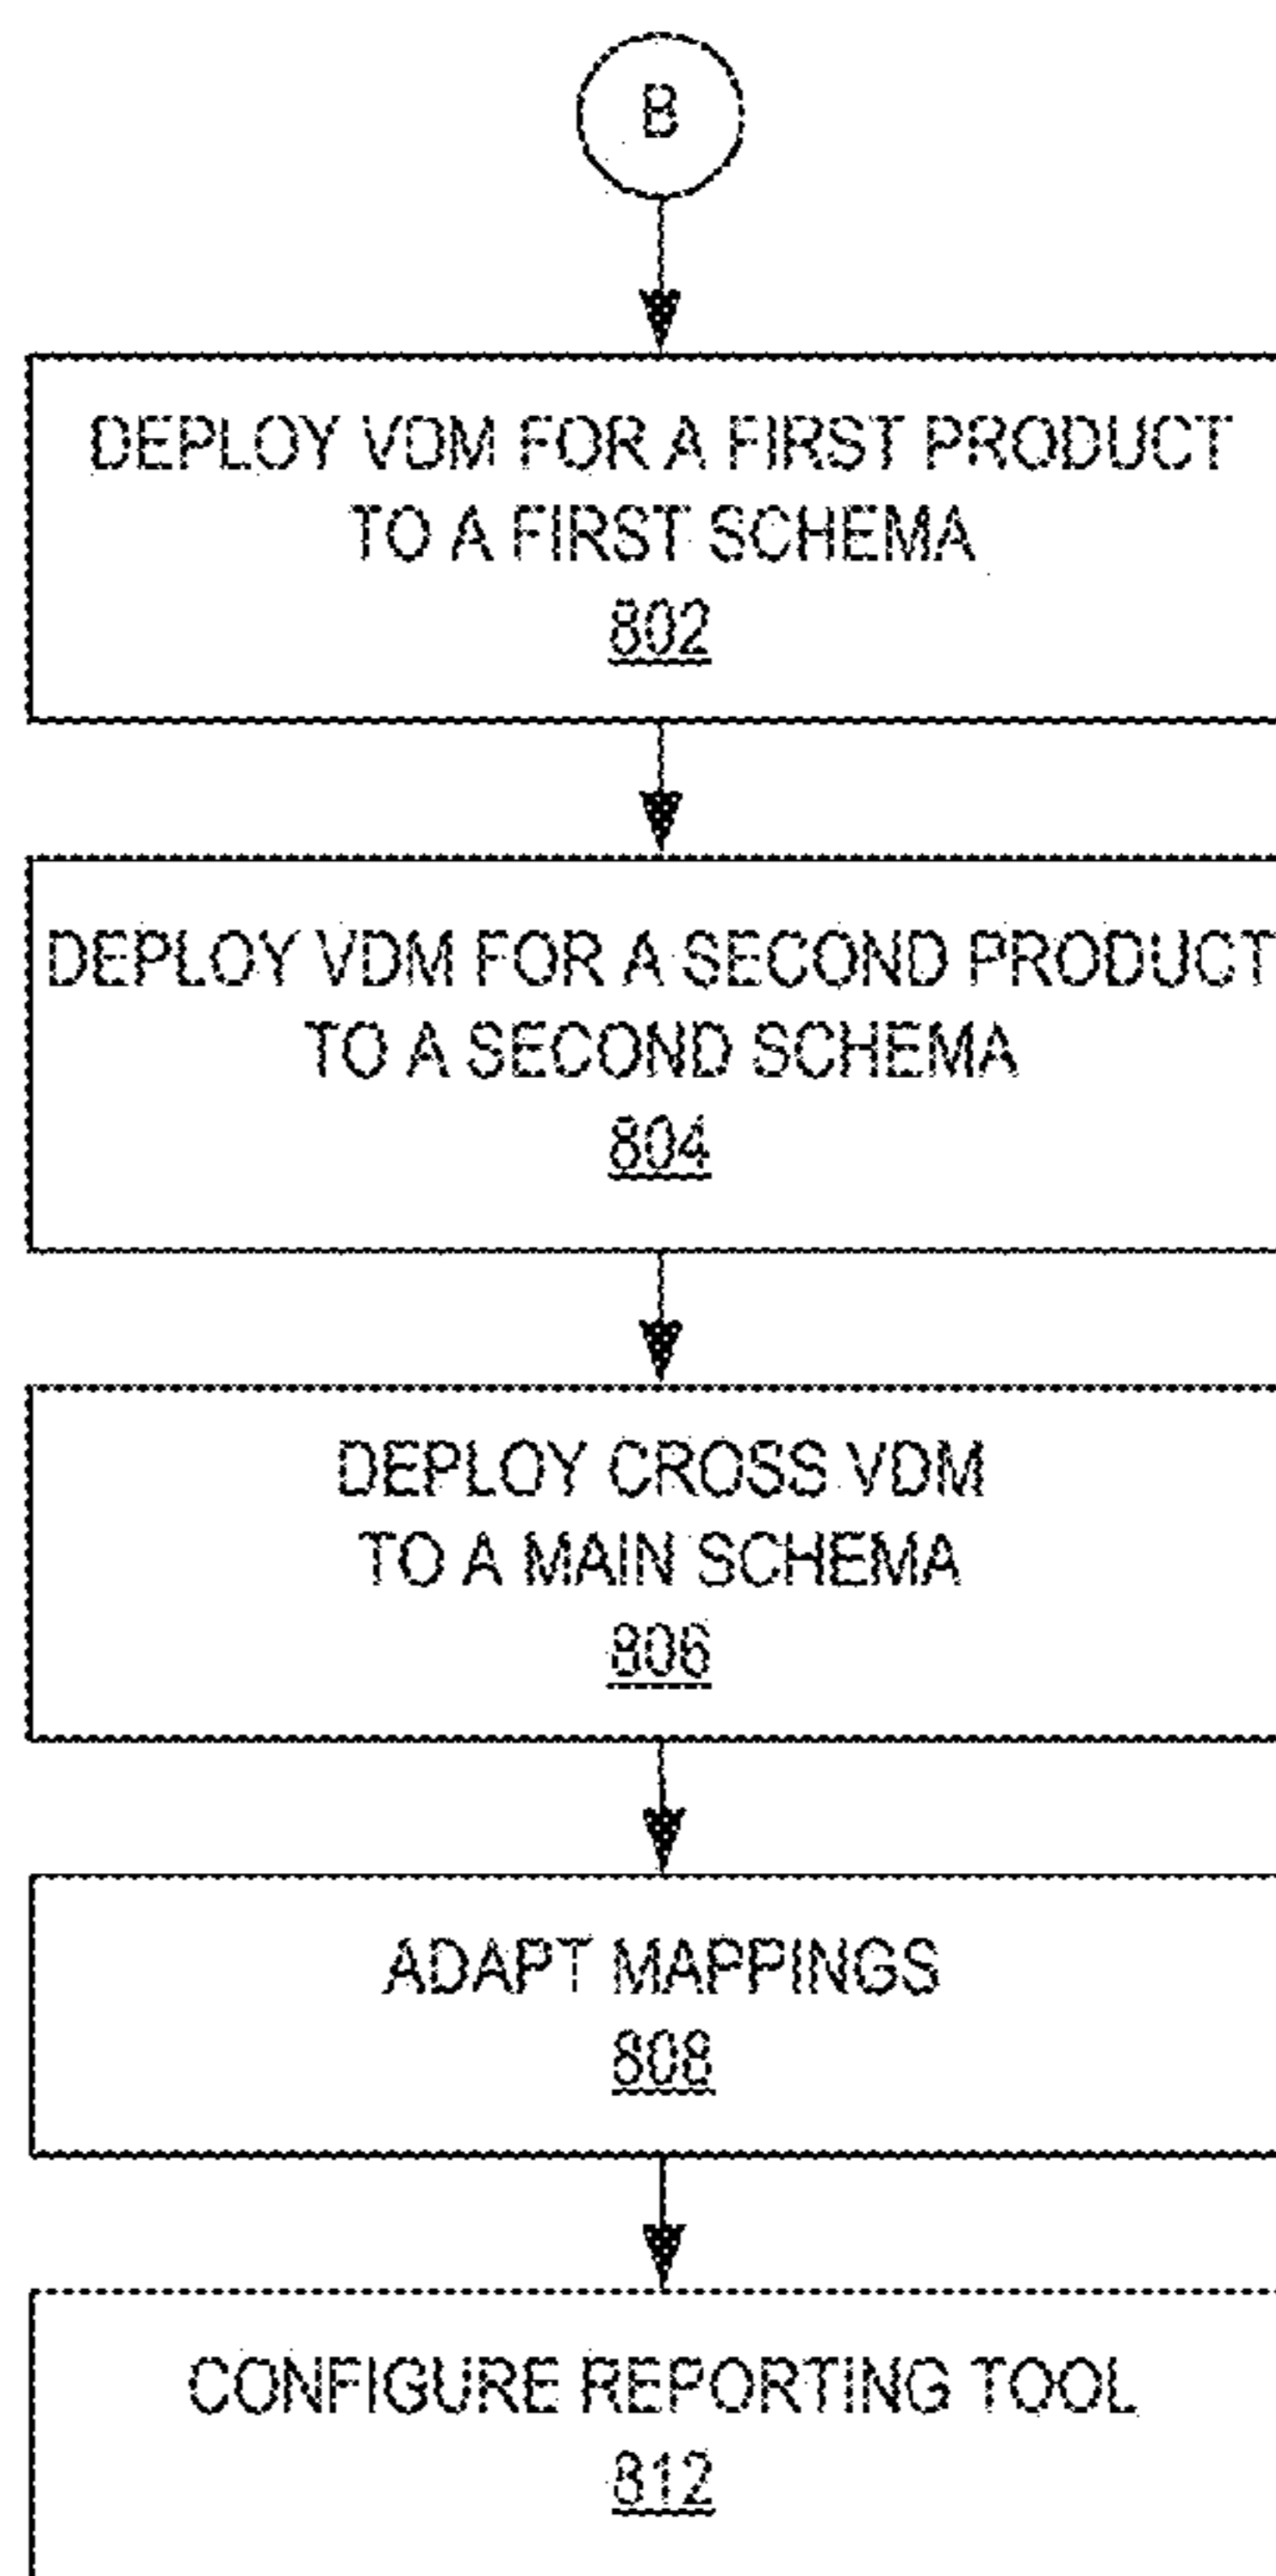 B
DEPLOY VDM FOR A FIRST PRODUCT
TO A FIRST SCHEMA
802
DEPLOY VDM FOR A SECOND PRODUCT
TO A SECOND SCHEMA
804
DEPLOY CROSS VDM
TO A MAIN SCHEMA
806
ADAPT MAPPINGS
808
CONFIGURE REPORTING TOOL
812